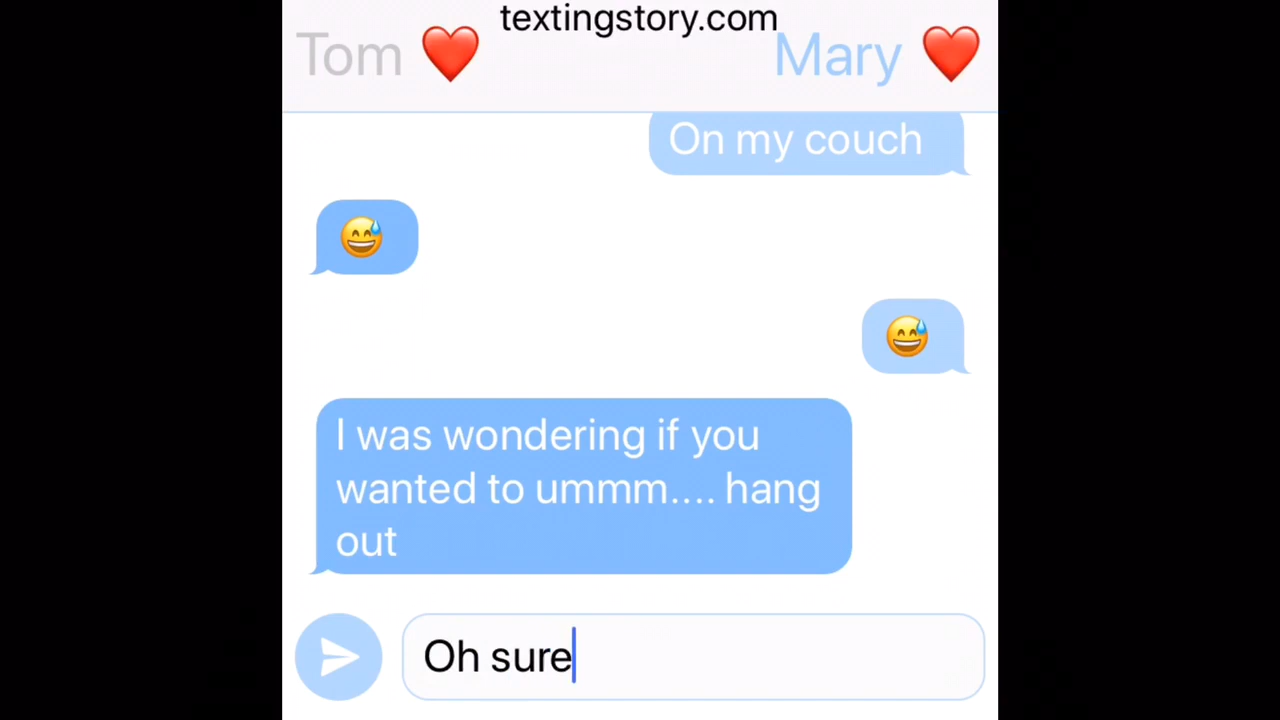 textingstory.com
Tom ❤️ Mary ❤️
On my couch
😅
😅
I was wondering if you
wanted to ummm.... hang
out
Oh sure